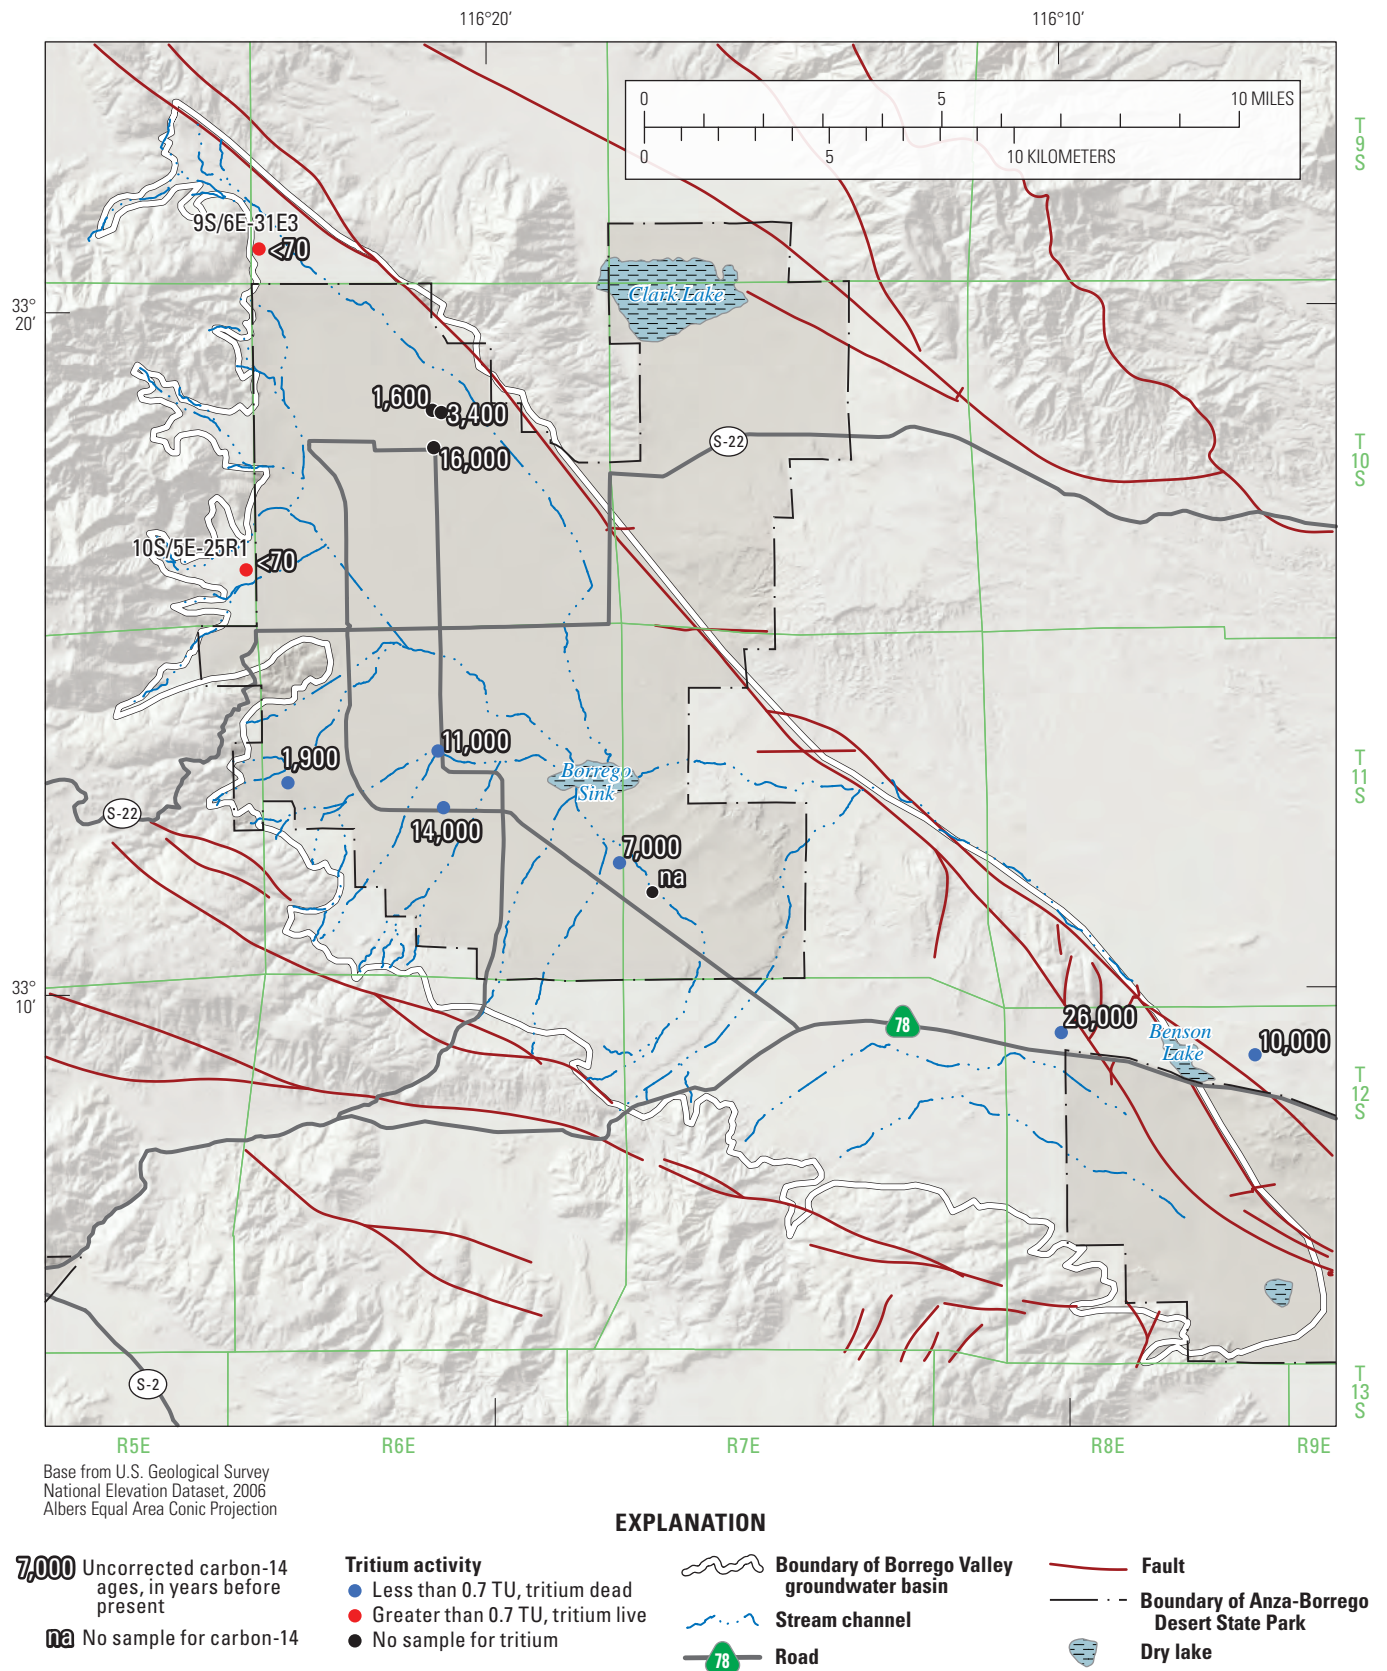 116°20′
116°10′
0
5
10 MILES
0
5
10 KILOMETERS
T
9
S
9S/6E-31E3
<70
33°
20′
Clark Lake
1,600
3,400
16,000
S-22
T
10
S
10S/5E-25R1
<70
11,000
1,900
Borrego
Sink
T
11
S
S-22
14,000
7,000
na
33°
10′
78
26,000
Benson
Lake
10,000
T
12
S
S-2
T
13
S
R5E
R6E
R7E
R8E
R9E
Base from U.S. Geological Survey
National Elevation Dataset, 2006
Albers Equal Area Conic Projection
EXPLANATION
7,000 Uncorrected carbon-14
ages, in years before
present
na No sample for carbon-14
Tritium activity
Less than 0.7 TU, tritium dead
Greater than 0.7 TU, tritium live
No sample for tritium
Boundary of Borrego Valley
groundwater basin
Stream channel
78 Road
Fault
Boundary of Anza-Borrego
Desert State Park
Dry lake